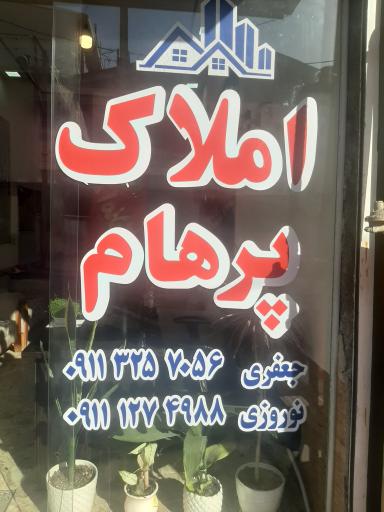 املاک
پرهام
جعفری ۰۹۱۱ ۳۲۵ ۷۰۵۶
نوروزی ۰۹۱۱ ۱۲۷ ۴۹۸۸